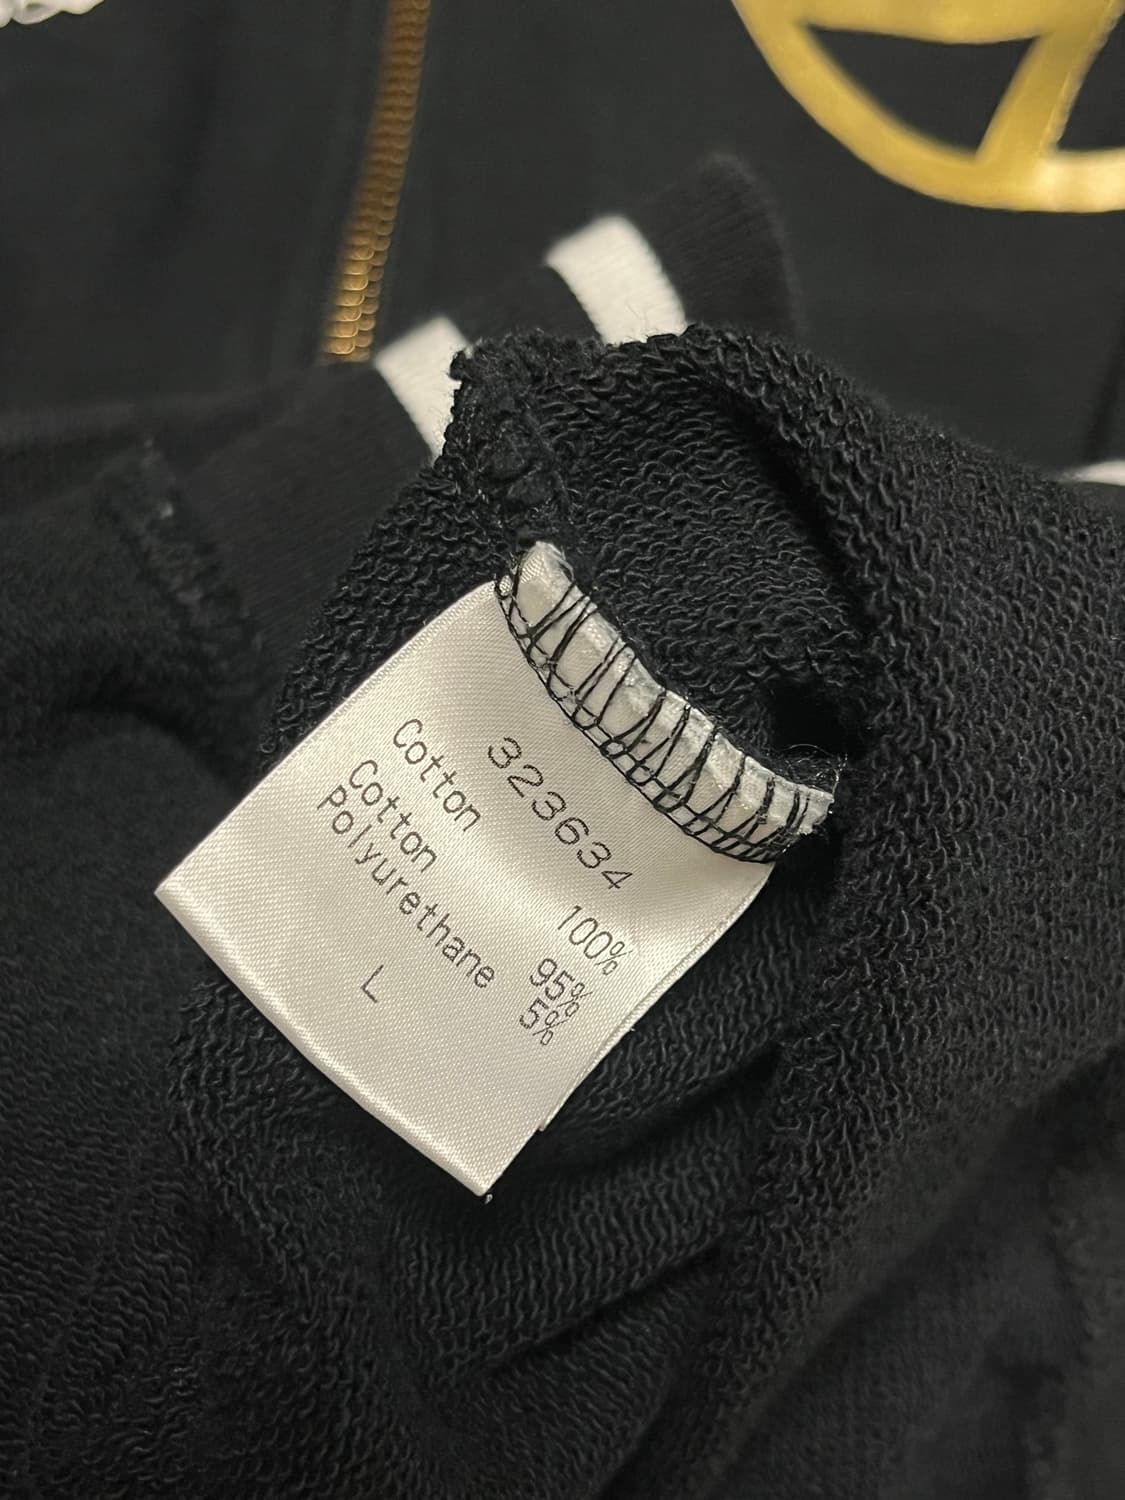 323634
Cotton 100%
Cotton 95%
Polyurethane 5%
L